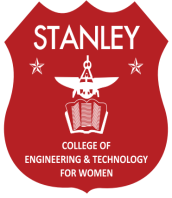 STANLEY
COLLEGE OF
ENGINEERING & TECHNOLOGY
FOR WOMEN